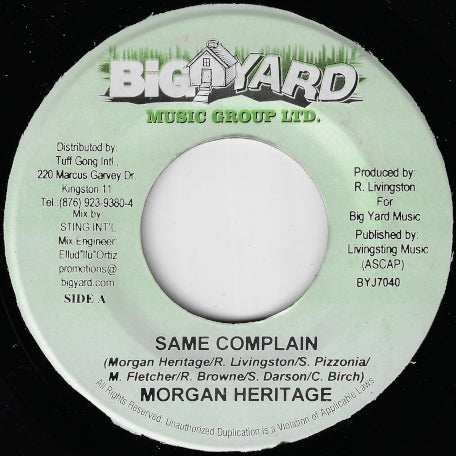 BIG YARD
MUSIC GROUP LTD.
Distributed by:
Tuff Gong Intl.,
220 Marcus Garvey Dr.
Kingston 11
Tel.:(876) 923-9380-4
Mix by
STING INT'L
Mix Engineer:
Ellud"Ilu"Ortiz
promotions@
bigyard.com
SIDE A
Produced by:
R. Livingston
For
Big Yard Music
Published by:
Livingsting Music
(ASCAP)
BYJ7040
SAME COMPLAIN
(Morgan Heritage/R. Livingston/S. Pizzonia/
M. Fletcher/R. Browne/S. Darson/C. Birch)
MORGAN HERITAGE
All Rights Reserved. Unauthorized Duplication is a Violation of Applicable Laws